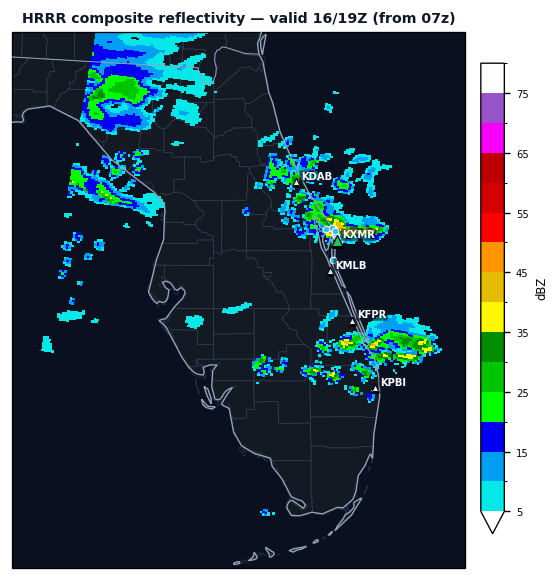 HRRR composite reflectivity — valid 16/19Z (from 07z)
75
65
KDAB
55
KXMR
KMLB
45
dBZ
KFPR
35
KPBI
25
15
5